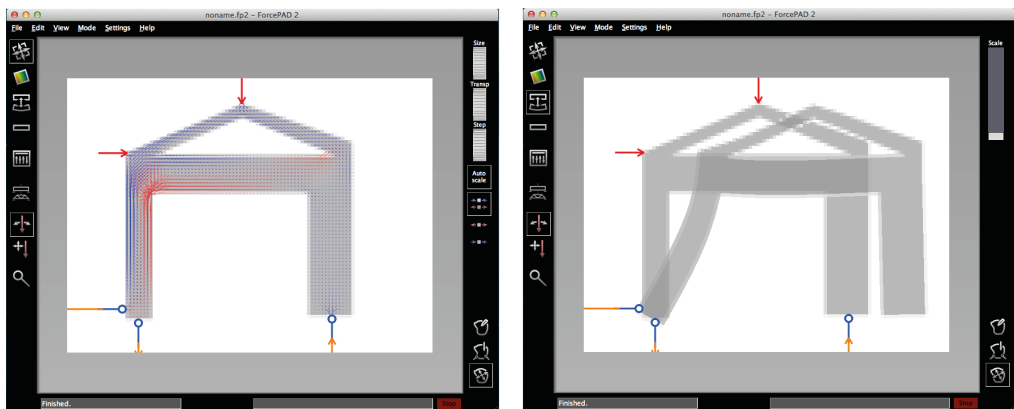 noname.fp2 – ForcePAD 2
File Edit View Mode Settings Help
Size
Transp
Step
Auto
scale
Finished.
Stop
noname.fp2 – ForcePAD 2
File Edit View Mode Settings Help
Scale
Finished.
Stop